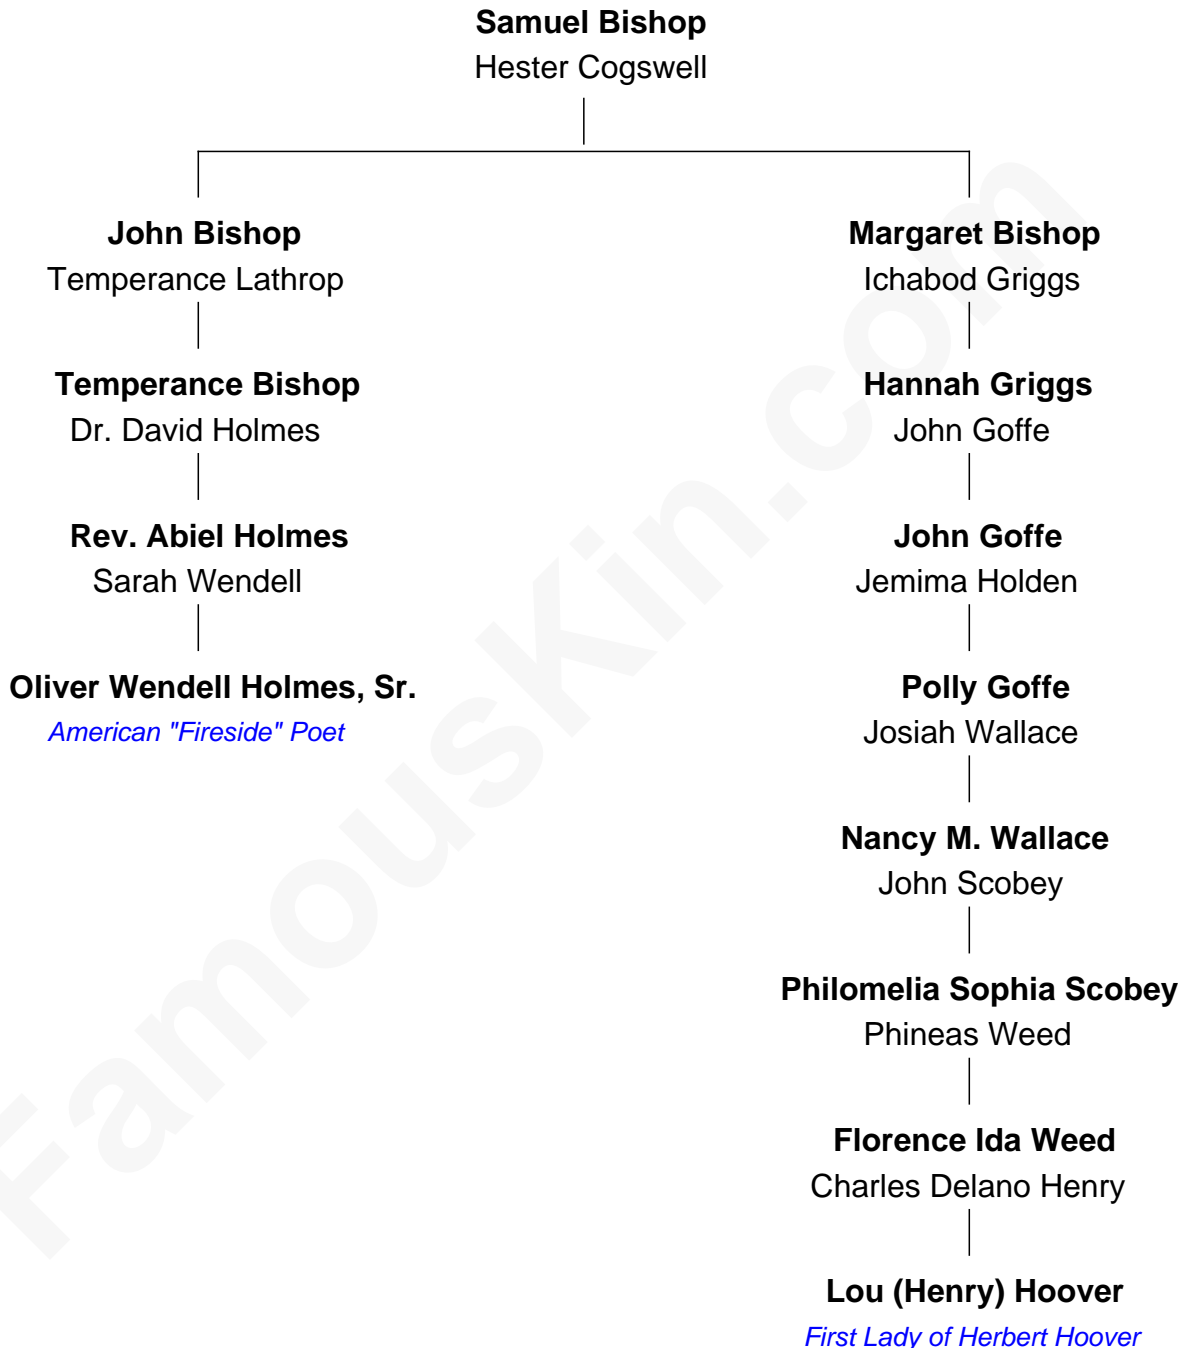 Samuel Bishop
Hester Cogswell
John Bishop
Temperance Lathrop
Temperance Bishop
Dr. David Holmes
Rev. Abiel Holmes
Sarah Wendell
Oliver Wendell Holmes, Sr.
American "Fireside" Poet
Margaret Bishop
Ichabod Griggs
Hannah Griggs
John Goffe
John Goffe
Jemima Holden
Polly Goffe
Josiah Wallace
Nancy M. Wallace
John Scobey
Philomelia Sophia Scobey
Phineas Weed
Florence Ida Weed
Charles Delano Henry
Lou (Henry) Hoover
First Lady of Herbert Hoover
FamousKin.com